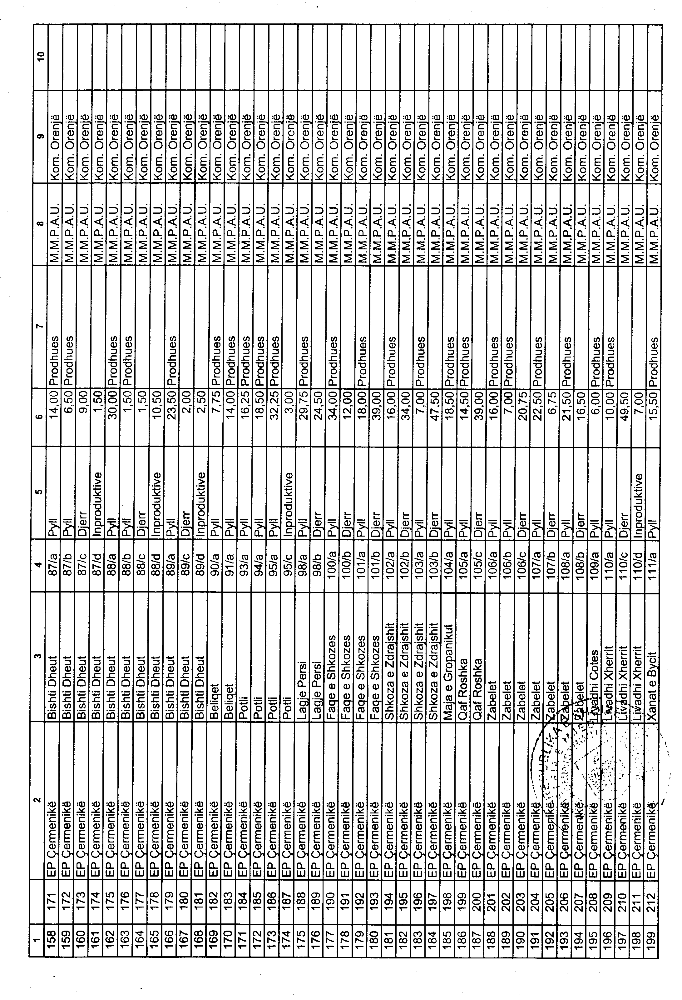 1 2 3 4 5 6 7 8 9 10
158 171 EP Çermenikë Bishti Dheut 87/a Pyll 14,00 Prodhues M.M.P.A.U. Kom. Orenjë
159 172 EP Çermenikë Bishti Dheut 87/b Pyll 6,50 Prodhues M.M.P.A.U. Kom. Orenjë
160 173 EP Çermenikë Bishti Dheut 87/c Djerr 9,00 M.M.P.A.U. Kom. Orenjë
161 174 EP Çermenikë Bishti Dheut 87/d Inproduktive 1,50 M.M.P.A.U. Kom. Orenjë
162 175 EP Çermenikë Bishti Dheut 88/a Pyll 30,00 Prodhues M.M.P.A.U. Kom. Orenjë
163 176 EP Çermenikë Bishti Dheut 88/b Pyll 1,50 Prodhues M.M.P.A.U. Kom. Orenjë
164 177 EP Çermenikë Bishti Dheut 88/c Djerr 1,50 M.M.P.A.U. Kom. Orenjë
165 178 EP Çermenikë Bishti Dheut 88/d Inproduktive 10,50 M.M.P.A.U. Kom. Orenjë
166 179 EP Çermenikë Bishti Dheut 89/a Pyll 23,50 Prodhues M.M.P.A.U. Kom. Orenjë
167 180 EP Çermenikë Bishti Dheut 89/c Djerr 2,00 M.M.P.A.U. Kom. Orenjë
168 181 EP Çermenikë Bishti Dheut 89/d Inproduktive 2,50 M.M.P.A.U. Kom. Orenjë
169 182 EP Çermenikë Beliqet 90/a Pyll 7,75 Prodhues M.M.P.A.U. Kom. Orenjë
170 183 EP Çermenikë Beliqet 91/a Pyll 14,00 Prodhues M.M.P.A.U. Kom. Orenjë
171 184 EP Çermenikë Potli 93/a Pyll 16,25 Prodhues M.M.P.A.U. Kom. Orenjë
172 185 EP Çermenikë Potli 94/a Pyll 18,50 Prodhues M.M.P.A.U. Kom. Orenjë
173 186 EP Çermenikë Potli 95/a Pyll 32,25 Prodhues M.M.P.A.U. Kom. Orenjë
174 187 EP Çermenikë Potli 95/c Inproduktive 3,00 M.M.P.A.U. Kom. Orenjë
175 188 EP Çermenikë Lagje Persi 98/a Pyll 29,75 Prodhues M.M.P.A.U. Kom. Orenjë
176 189 EP Çermenikë Lagje Persi 98/b Djerr 24,50 M.M.P.A.U. Kom. Orenjë
177 190 EP Çermenikë Faqe e Shkozes 100/a Pyll 34,00 Prodhues M.M.P.A.U. Kom. Orenjë
178 191 EP Çermenikë Faqe e Shkozes 100/b Djerr 12,00 M.M.P.A.U. Kom. Orenjë
179 192 EP Çermenikë Faqe e Shkozes 101/a Pyll 18,00 Prodhues M.M.P.A.U. Kom. Orenjë
180 193 EP Çermenikë Faqe e Shkozes 101/b Djerr 39,00 M.M.P.A.U. Kom. Orenjë
181 194 EP Çermenikë Shkoza e Zdrajshit 102/a Pyll 16,00 Prodhues M.M.P.A.U. Kom. Orenjë
182 195 EP Çermenikë Shkoza e Zdrajshit 102/b Djerr 34,00 M.M.P.A.U. Kom. Orenjë
183 196 EP Çermenikë Shkoza e Zdrajshit 103/a Pyll 7,00 Prodhues M.M.P.A.U. Kom. Orenjë
184 197 EP Çermenikë Shkoza e Zdrajshit 103/b Djerr 47,50 M.M.P.A.U. Kom. Orenjë
185 198 EP Çermenikë Maja e Gropanikut 104/a Pyll 18,50 Prodhues M.M.P.A.U. Kom. Orenjë
186 199 EP Çermenikë Qaf Roshka 105/a Pyll 14,50 Prodhues M.M.P.A.U. Kom. Orenjë
187 200 EP Çermenikë Qaf Roshka 105/c Djerr 39,00 M.M.P.A.U. Kom. Orenjë
188 201 EP Çermenikë Zabelet 106/a Pyll 16,00 Prodhues M.M.P.A.U. Kom. Orenjë
189 202 EP Çermenikë Zabelet 106/b Pyll 7,00 Prodhues M.M.P.A.U. Kom. Orenjë
190 203 EP Çermenikë Zabelet 106/c Djerr 20,75 M.M.P.A.U. Kom. Orenjë
191 204 EP Çermenikë Zabelet 107/a Pyll 22,50 Prodhues M.M.P.A.U. Kom. Orenjë
192 205 EP Çermenikë Zabelet 107/b Djerr 6,75 M.M.P.A.U. Kom. Orenjë
193 206 EP Çermenikë Zabelet 108/a Pyll 21,50 Prodhues M.M.P.A.U. Kom. Orenjë
194 207 EP Çermenikë Zabelet 108/b Djerr 16,50 M.M.P.A.U. Kom. Orenjë
195 208 EP Çermenikë Livadhi Cotes 109/a Pyll 6,00 Prodhues M.M.P.A.U. Kom. Orenjë
196 209 EP Çermenikë Livadhi Xherrit 110/a Pyll 10,00 Prodhues M.M.P.A.U. Kom. Orenjë
197 210 EP Çermenikë Livadhi Xherrit 110/c Djerr 49,50 M.M.P.A.U. Kom. Orenjë
198 211 EP Çermenikë Livadhi Xherrit 110/d Inproduktive 7,00 M.M.P.A.U. Kom. Orenjë
199 212 EP Çermenikë Xanat e Bycit 111/a Pyll 15,50 Prodhues M.M.P.A.U. Kom. Orenjë
REPUBLIKA